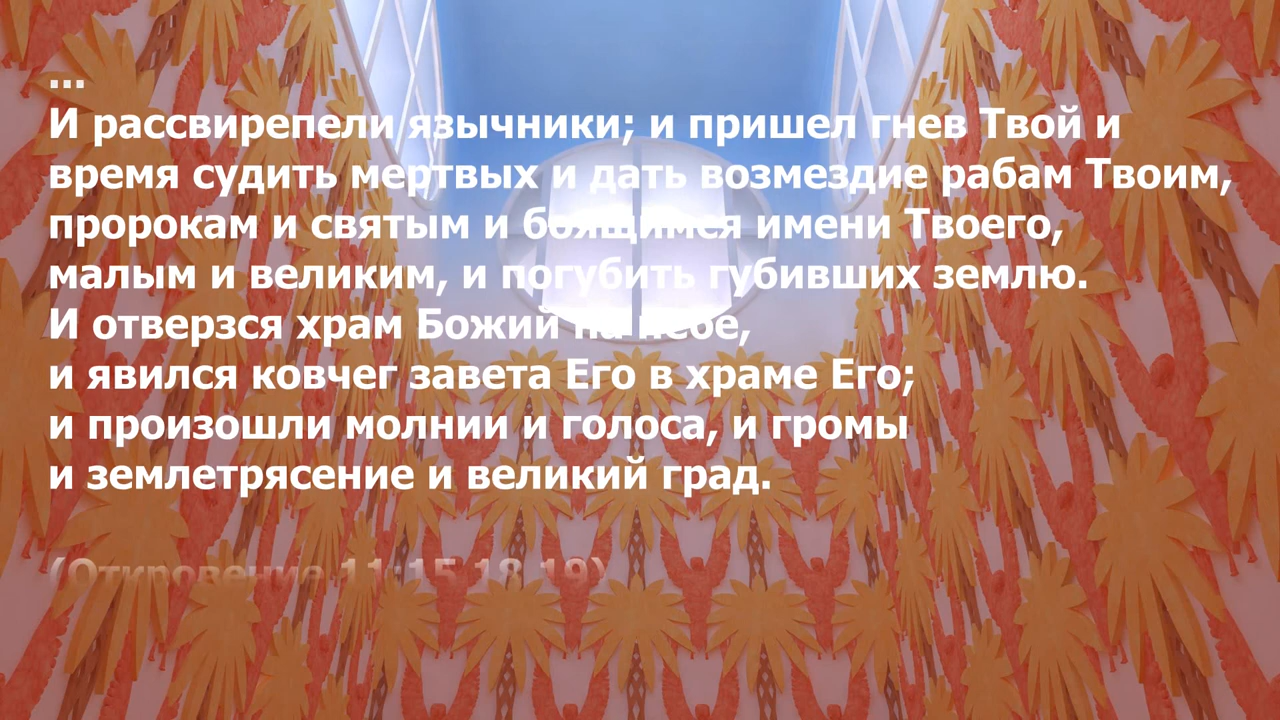 ...
И рассвирепели язычники; и пришел гнев Твой и
время судить мертвых и дать возмездие рабам Твоим,
пророкам и святым и боящимся имени Твоего,
малым и великим, и погубить губивших землю.
И отверзся храм Божий на небе,
и явился ковчег завета Его в храме Его;
и произошли молнии и голоса, и громы
и землетрясение и великий град.
(Откровение 11:15,18,19)